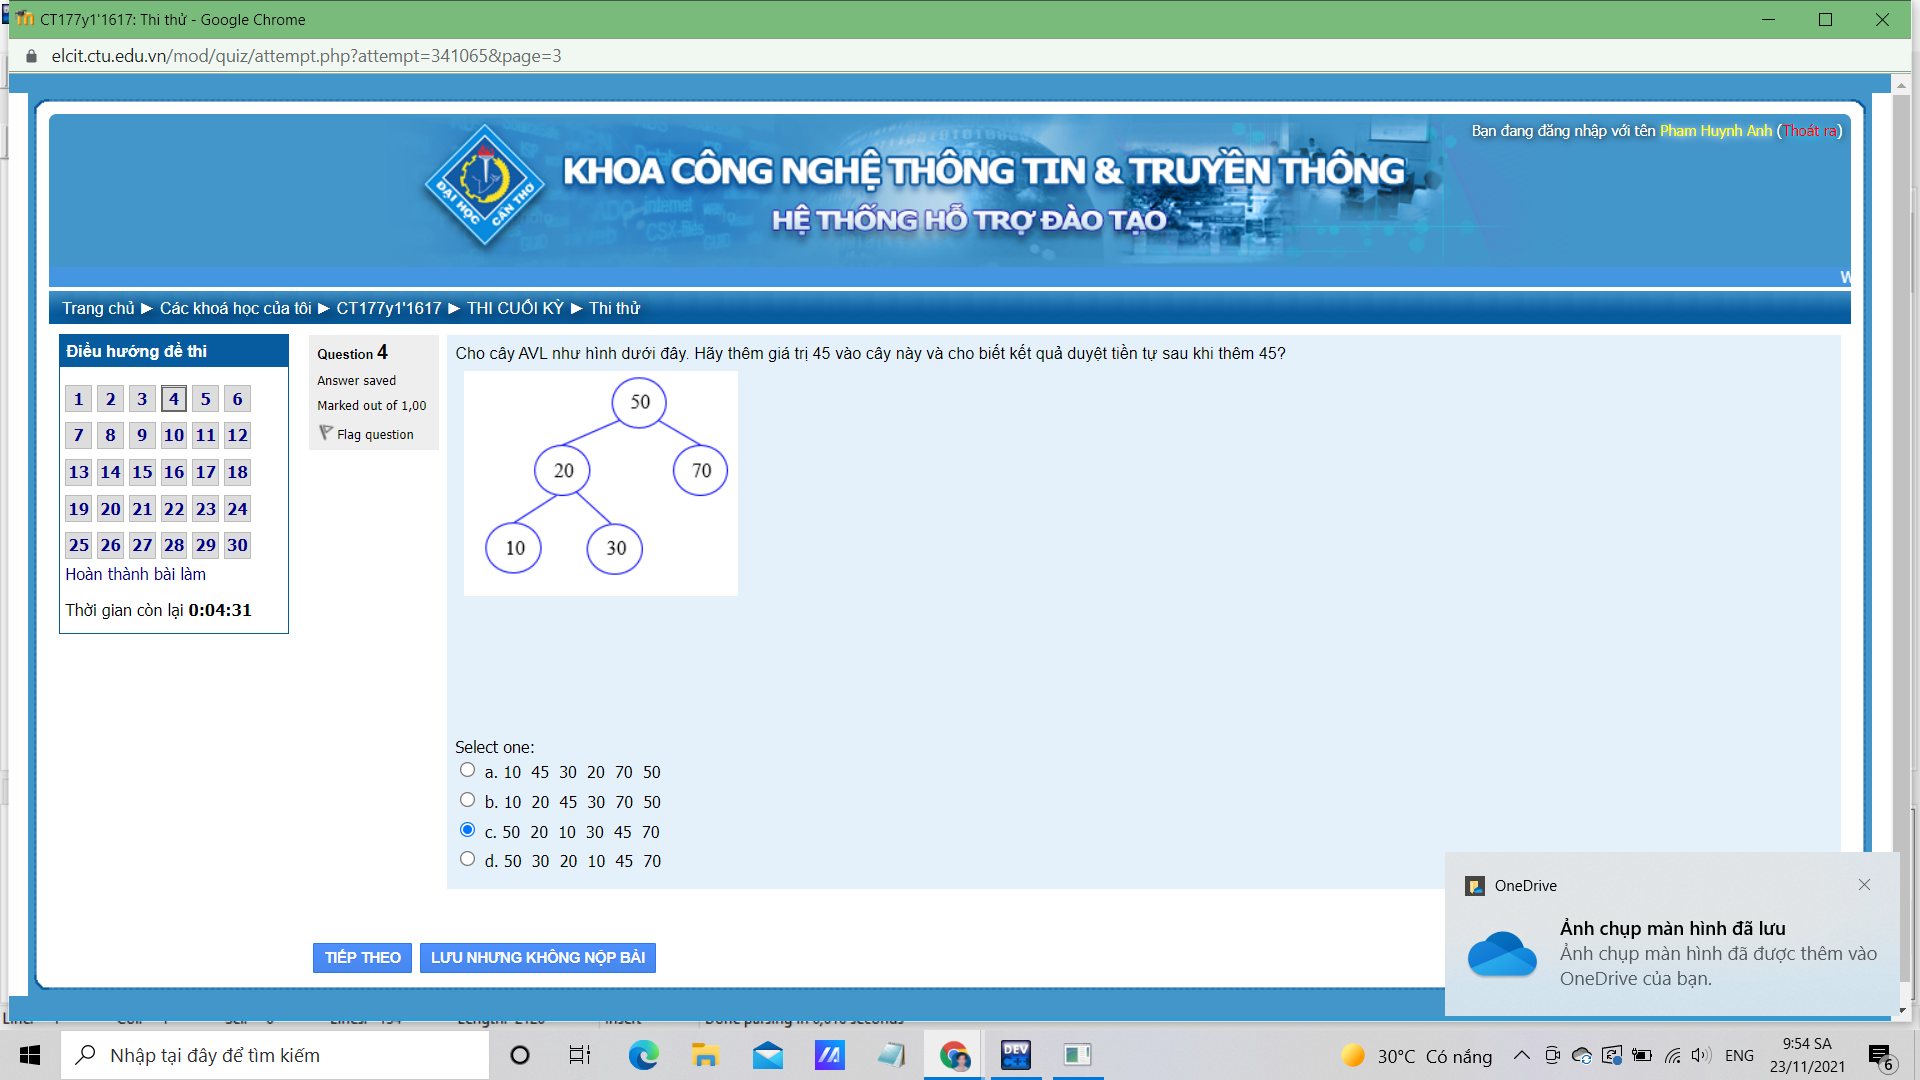 CT177y1'1617: Thi thử - Google Chrome
elcit.ctu.edu.vn/mod/quiz/attempt.php?attempt=341065&page=3
Bạn đang đăng nhập với tên Pham Huynh Anh (Thoát ra)
ĐẠI HỌC CẦN THƠ
KHOA CÔNG NGHỆ THÔNG TIN & TRUYỀN THÔNG
HỆ THỐNG HỖ TRỢ ĐÀO TẠO
W
Trang chủ ► Các khoá học của tôi ► CT177y1'1617 ► THI CUỐI KỲ ► Thi thử
Điều hướng đề thi
1 2 3 4 5 6
7 8 9 10 11 12
13 14 15 16 17 18
19 20 21 22 23 24
25 26 27 28 29 30
Hoàn thành bài làm
Thời gian còn lại 0:04:31
Question 4
Answer saved
Marked out of 1,00
Flag question
Cho cây AVL như hình dưới đây. Hãy thêm giá trị 45 vào cây này và cho biết kết quả duyệt tiền tự sau khi thêm 45?
50
20 70
10 30
Select one:
a. 10 45 30 20 70 50
b. 10 20 45 30 70 50
c. 50 20 10 30 45 70
d. 50 30 20 10 45 70
TIẾP THEO LƯU NHƯNG KHÔNG NỘP BÀI
OneDrive
Ảnh chụp màn hình đã lưu
Ảnh chụp màn hình đã được thêm vào
OneDrive của bạn.
Nhập tại đây để tìm kiếm
DEV
30°C Có nắng
ENG
9:54 SA
23/11/2021
6